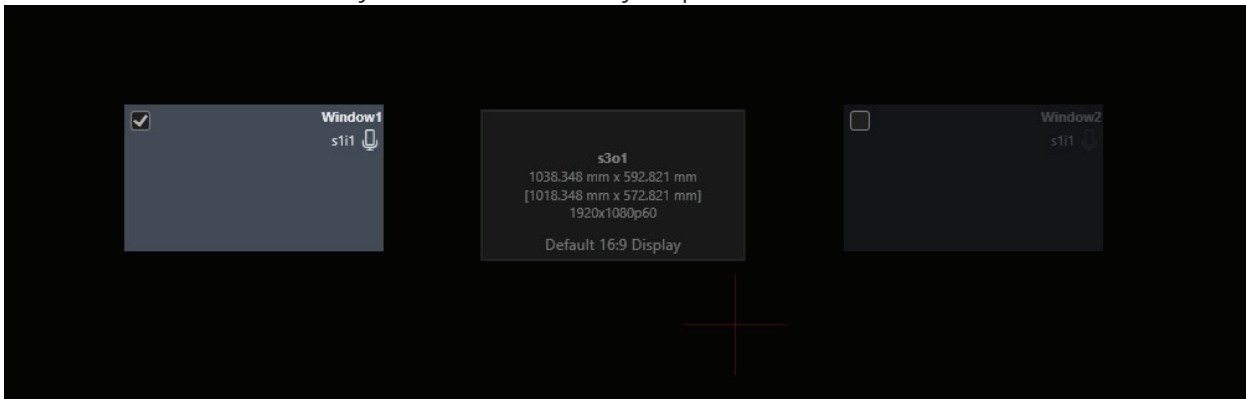 Window1
s1i1
s3o1
1038.348 mm x 592.821 mm
[1018.348 mm x 572.821 mm]
1920x1080p60
Default 16:9 Display
Window2
s1i1